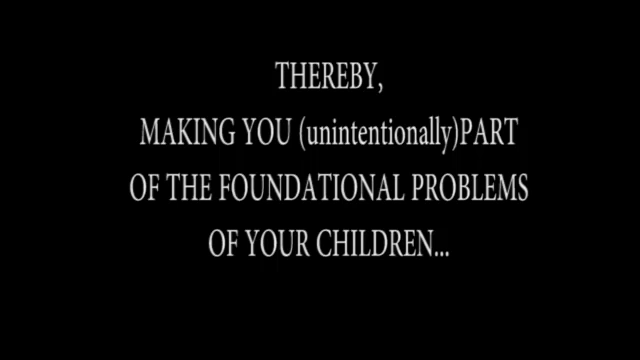 THEREBY,
MAKING YOU (unintentionally)PART
OF THE FOUNDATIONAL PROBLEMS
OF YOUR CHILDREN...